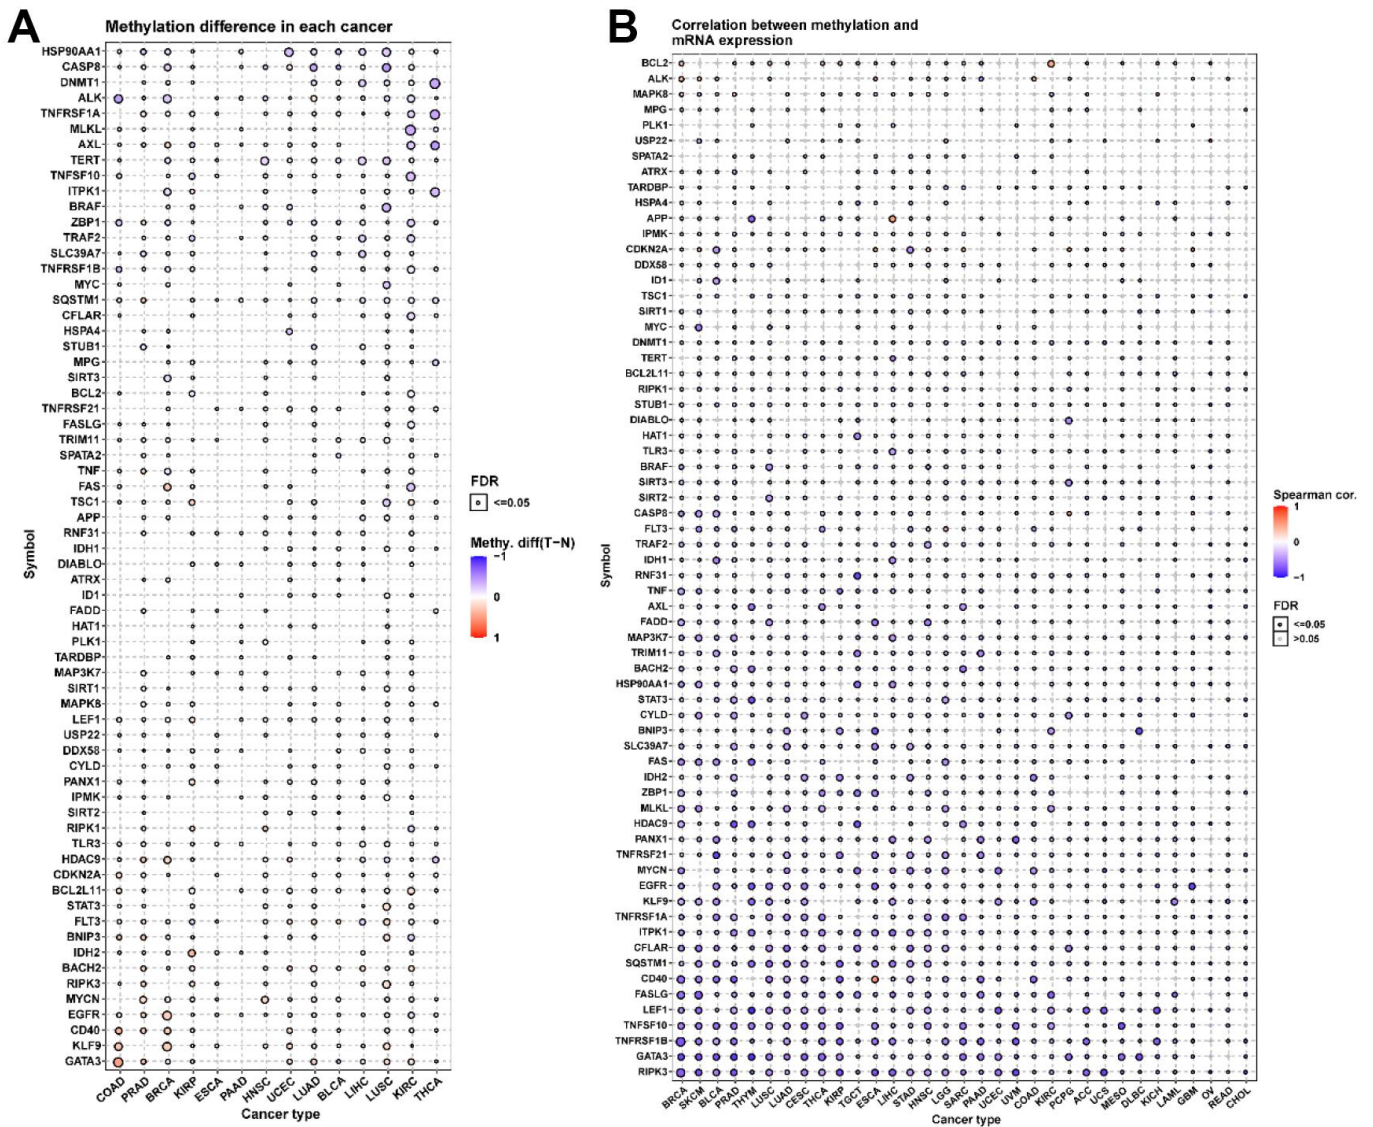 A
Methylation difference in each cancer
HSP90AA1
CASP8
DNMT1
ALK
TNFRSF1A
MLKL
AXL
TERT
TNFSF10
ITPK1
BRAF
ZBP1
TRAF2
SLC39A7
TNFRSF1B
MYC
SQSTM1
CFLAR
HSPA4
STUB1
MPG
SIRT3
BCL2
TNFRSF21
FASLG
TRIM11
SPATA2
TNF
FAS
TSC1
APP
RNF31
IDH1
DIABLO
ATRX
ID1
FADD
HAT1
PLK1
TARDBP
MAP3K7
SIRT1
MAPK8
LEF1
USP22
DDX58
CYLD
PANX1
IPMK
SIRT2
RIPK1
TLR3
HDAC9
CDKN2A
BCL2L11
STAT3
FLT3
BNIP3
IDH2
BACH2
RIPK3
MYCN
EGFR
CD40
KLF9
GATA3
Symbol
COAD
PRAD
BRCA
KIRP
ESCA
PAAD
HNSC
UCEC
LUAD
BLCA
LIHC
LUSC
KIRC
THCA
Cancer type
FDR
<=0.05
Methy. diff(T−N)
−1
0
1
B
Correlation between methylation and
mRNA expression
BCL2
ALK
MAPK8
MPG
PLK1
USP22
SPATA2
ATRX
TARDBP
HSPA4
APP
IPMK
CDKN2A
DDX58
ID1
TSC1
SIRT1
MYC
DNMT1
TERT
BCL2L11
RIPK1
STUB1
DIABLO
HAT1
TLR3
BRAF
SIRT3
SIRT2
CASP8
FLT3
TRAF2
IDH1
RNF31
TNF
AXL
FADD
MAP3K7
TRIM11
BACH2
HSP90AA1
STAT3
CYLD
BNIP3
SLC39A7
FAS
IDH2
ZBP1
MLKL
HDAC9
PANX1
TNFRSF21
MYCN
EGFR
KLF9
TNFRSF1A
ITPK1
CFLAR
SQSTM1
CD40
FASLG
LEF1
TNFSF10
TNFRSF1B
GATA3
RIPK3
Symbol
BRCA
SKCM
BLCA
PRAD
THYM
LUSC
LUAD
CESC
THCA
KIRP
TGCT
ESCA
LIHC
STAD
HNSC
LGG
SARC
PAAD
UCEC
UVM
COAD
KIRC
PCPG
ACC
UCS
MESO
DLBC
KICH
LAML
GBM
OV
READ
CHOL
Cancer type
Spearman cor.
1
0
−1
FDR
<=0.05
>0.05